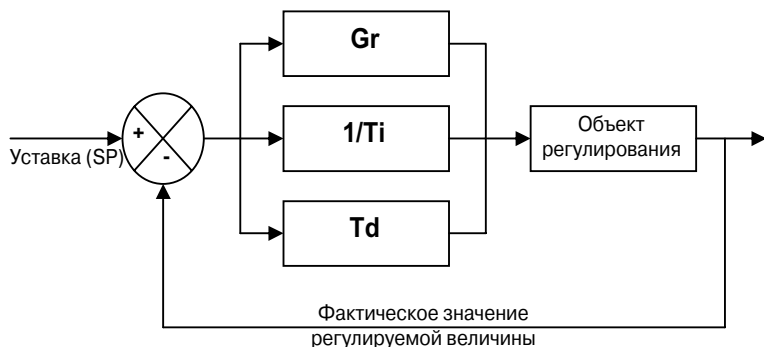 Gr
1/Ti
Td
+
-
Уставка (SP)
Объект
регулирования
Фактическое значение
регулируемой величины